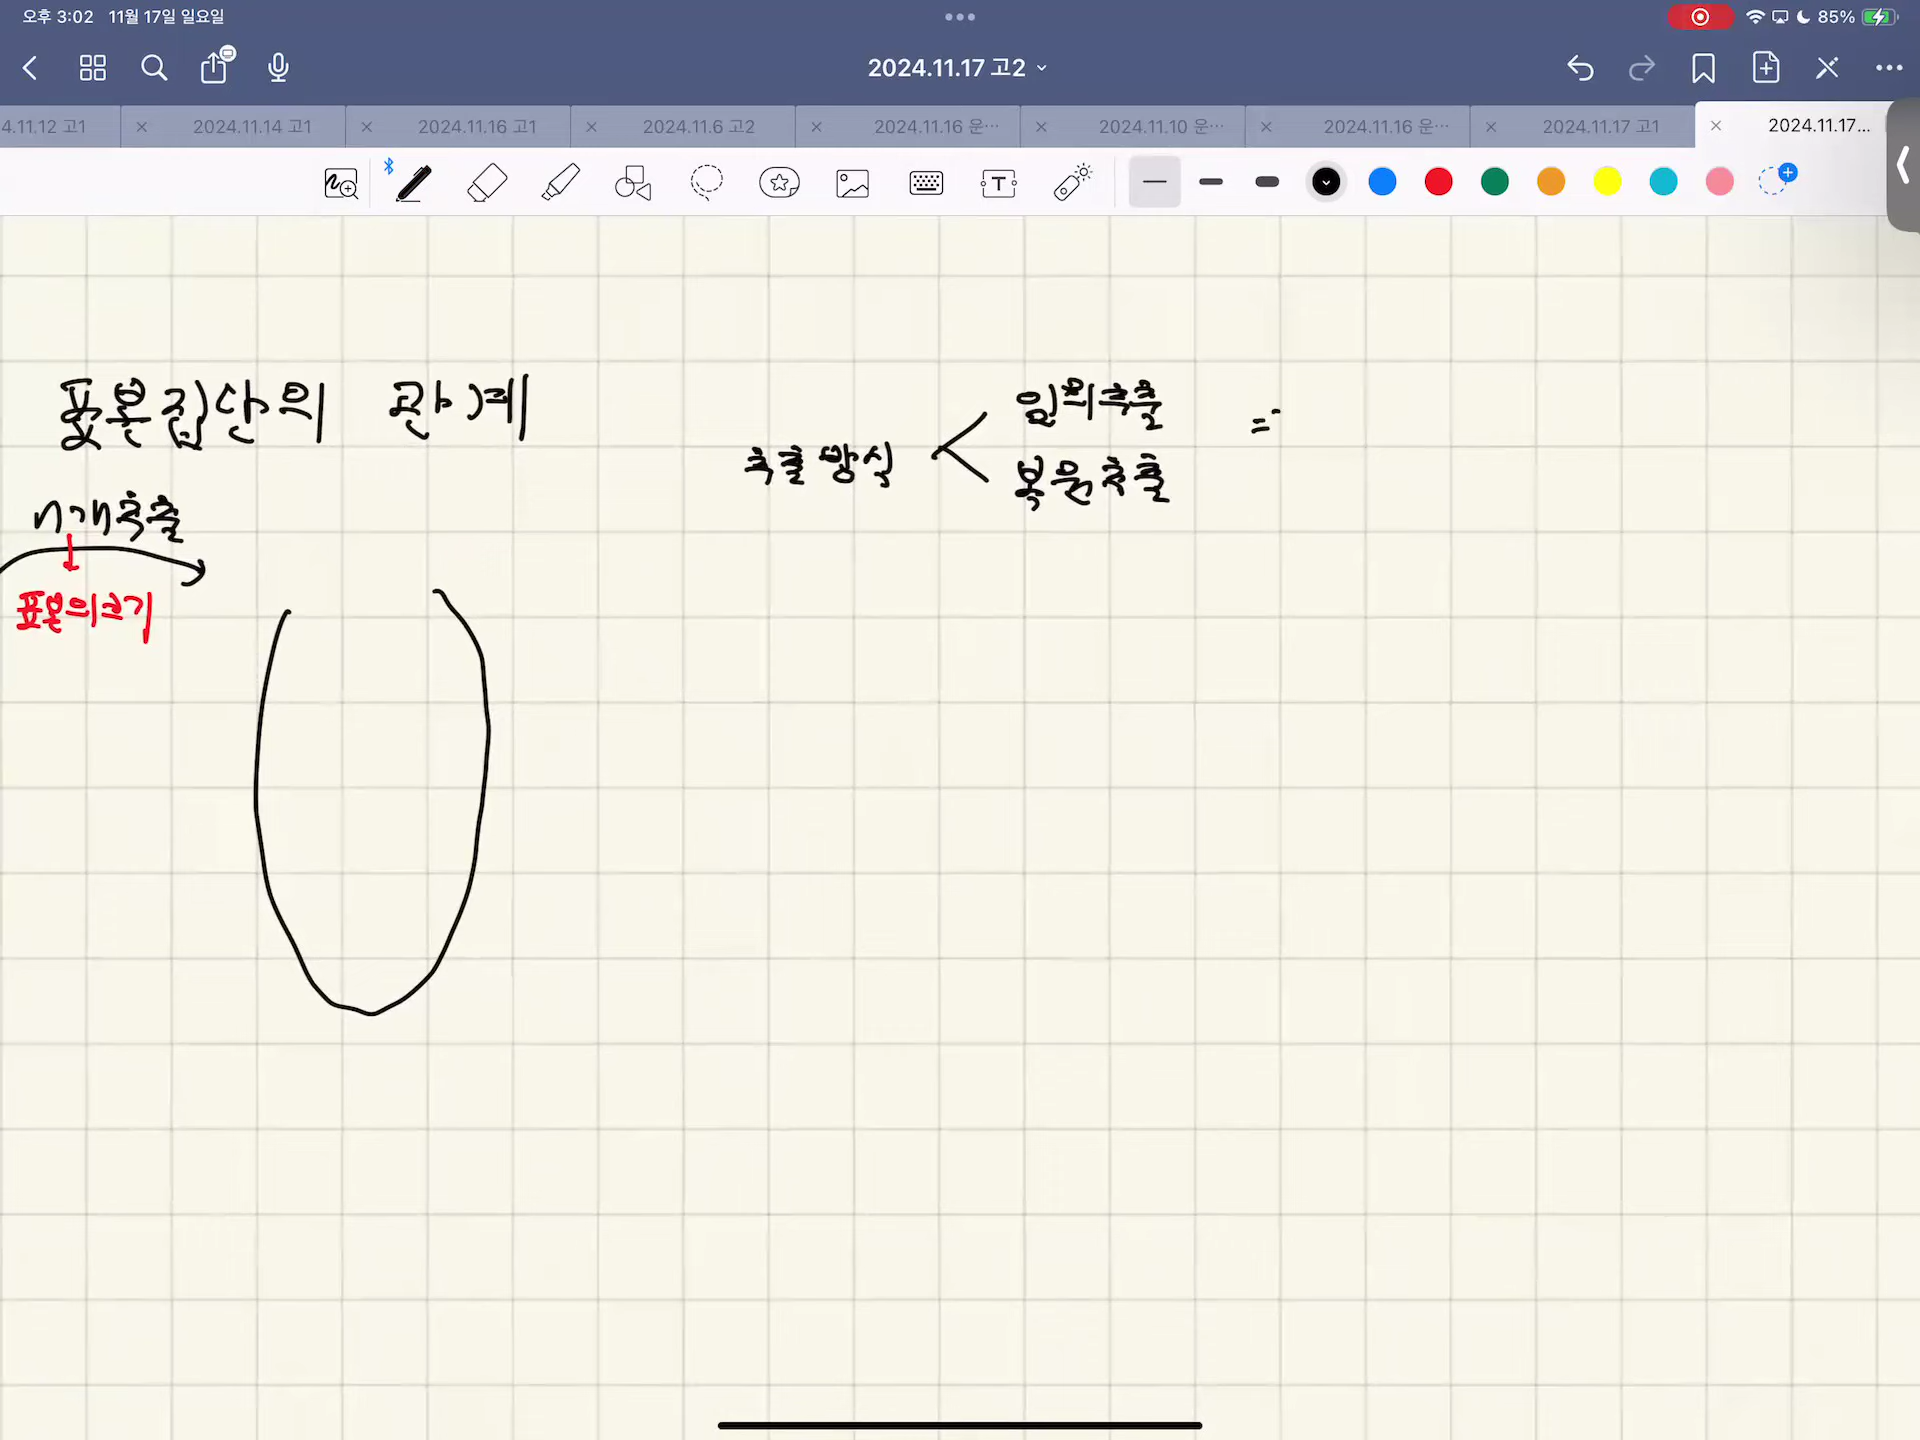 오후 3:02 11월 17일 일요일
85%
2024.11.17 고2
4.11.12 고1
2024.11.14 고1
2024.11.16 고1
2024.11.6 고2
2024.11.16 운…
2024.11.10 운…
2024.11.16 운…
2024.11.17 고1
2024.11.17...
T
표본집단의 관계
n개추출
표본의크기
추출 방식
임의추출
복원추출